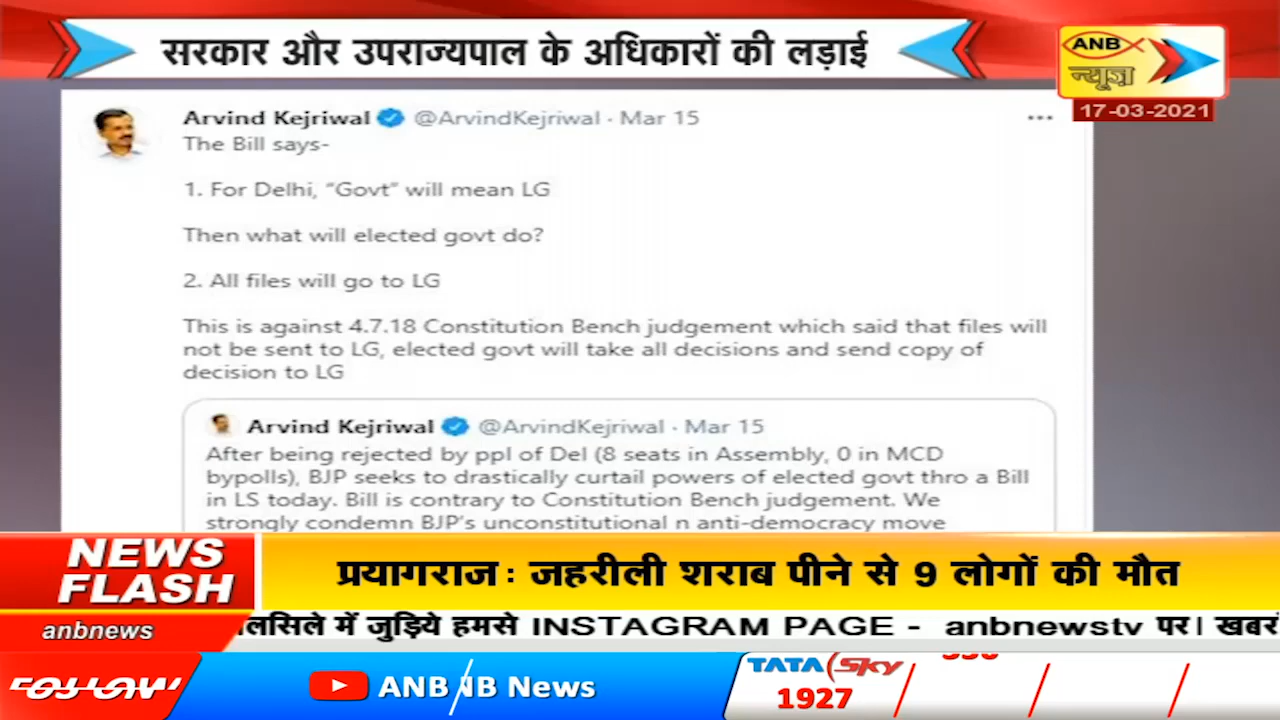 सरकार और उपराज्यपाल के अधिकारों की लड़ाई
ANB
न्यूज़
17-03-2021
Arvind Kejriwal @ArvindKejriwal · Mar 15
The Bill says-
1. For Delhi, “Govt” will mean LG
Then what will elected govt do?
2. All files will go to LG
This is against 4.7.18 Constitution Bench judgement which said that files will
not be sent to LG, elected govt will take all decisions and send copy of
decision to LG
Arvind Kejriwal @ArvindKejriwal · Mar 15
After being rejected by ppl of Del (8 seats in Assembly, 0 in MCD
bypolls), BJP seeks to drastically curtail powers of elected govt thro a Bill
in LS today. Bill is contrary to Constitution Bench judgement. We
strongly condemn BJP's unconstitutional n anti-democracy move
NEWS
FLASH
प्रयागराज: जहरीली शराब पीने से 9 लोगों की मौत
anbnews
में जुड़िये हमसे INSTAGRAM PAGE - anbnewstv पर। खबरें
ANB News
TATA Sky
1927